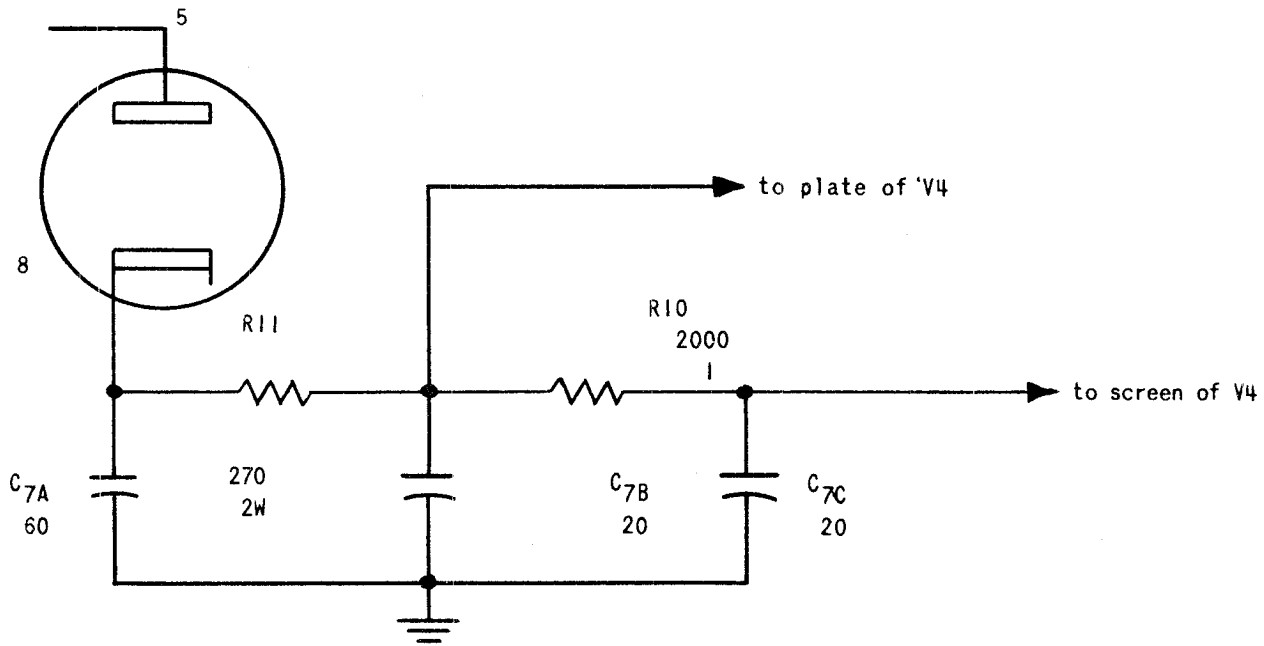 5
to plate of 'V4
8
R11
R10
2000
1
to screen of V4
C7A
60
270
2W
C7B
20
C7C
20